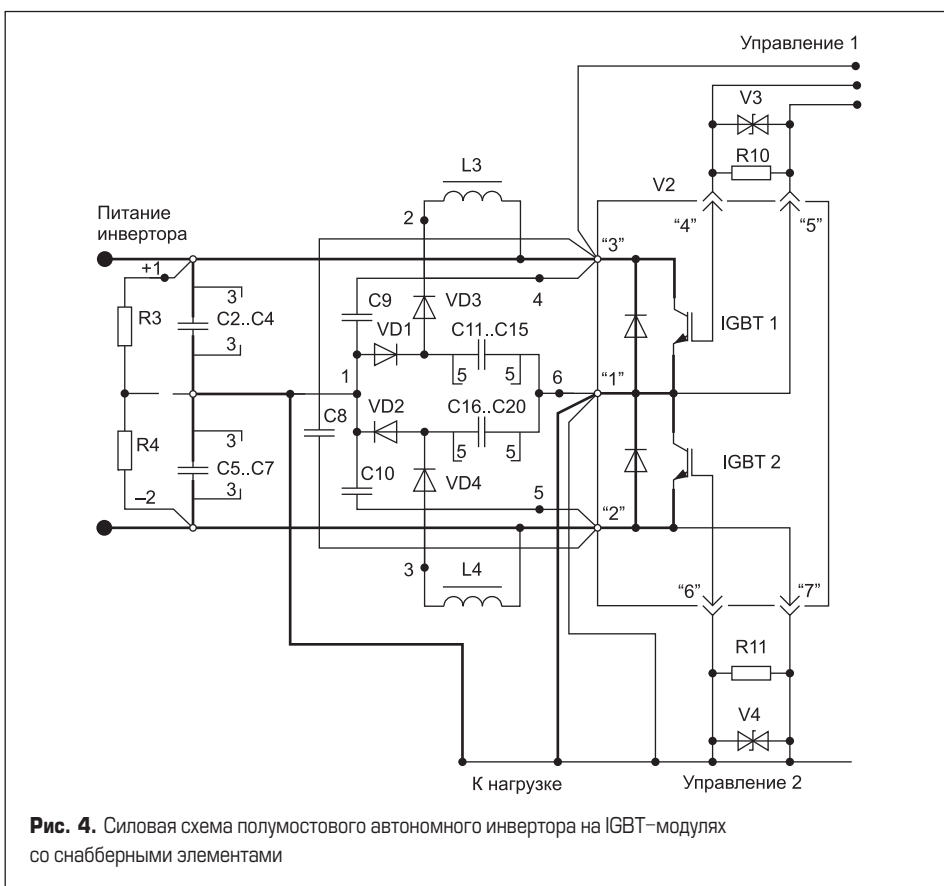 Управление 1
V3
R10
L3
V2
Питание
инвертора
2
"4"
"5"
"3"
+1
3
C9
VD3
4
R3
C2..C4
VD1
C11..C15
IGBT 1
3
5
5
1
6
"1"
C8
VD2
C16..C20
3
R4
C5..C7
5
5
IGBT 2
C10
VD4
3
–2
5
"2"
3
L4
"6"
"7"
R11
V4
К нагрузке
Управление 2
Рис. 4. Силовая схема полумостового автономного инвертора на IGBT–модулях
со снабберными элементами